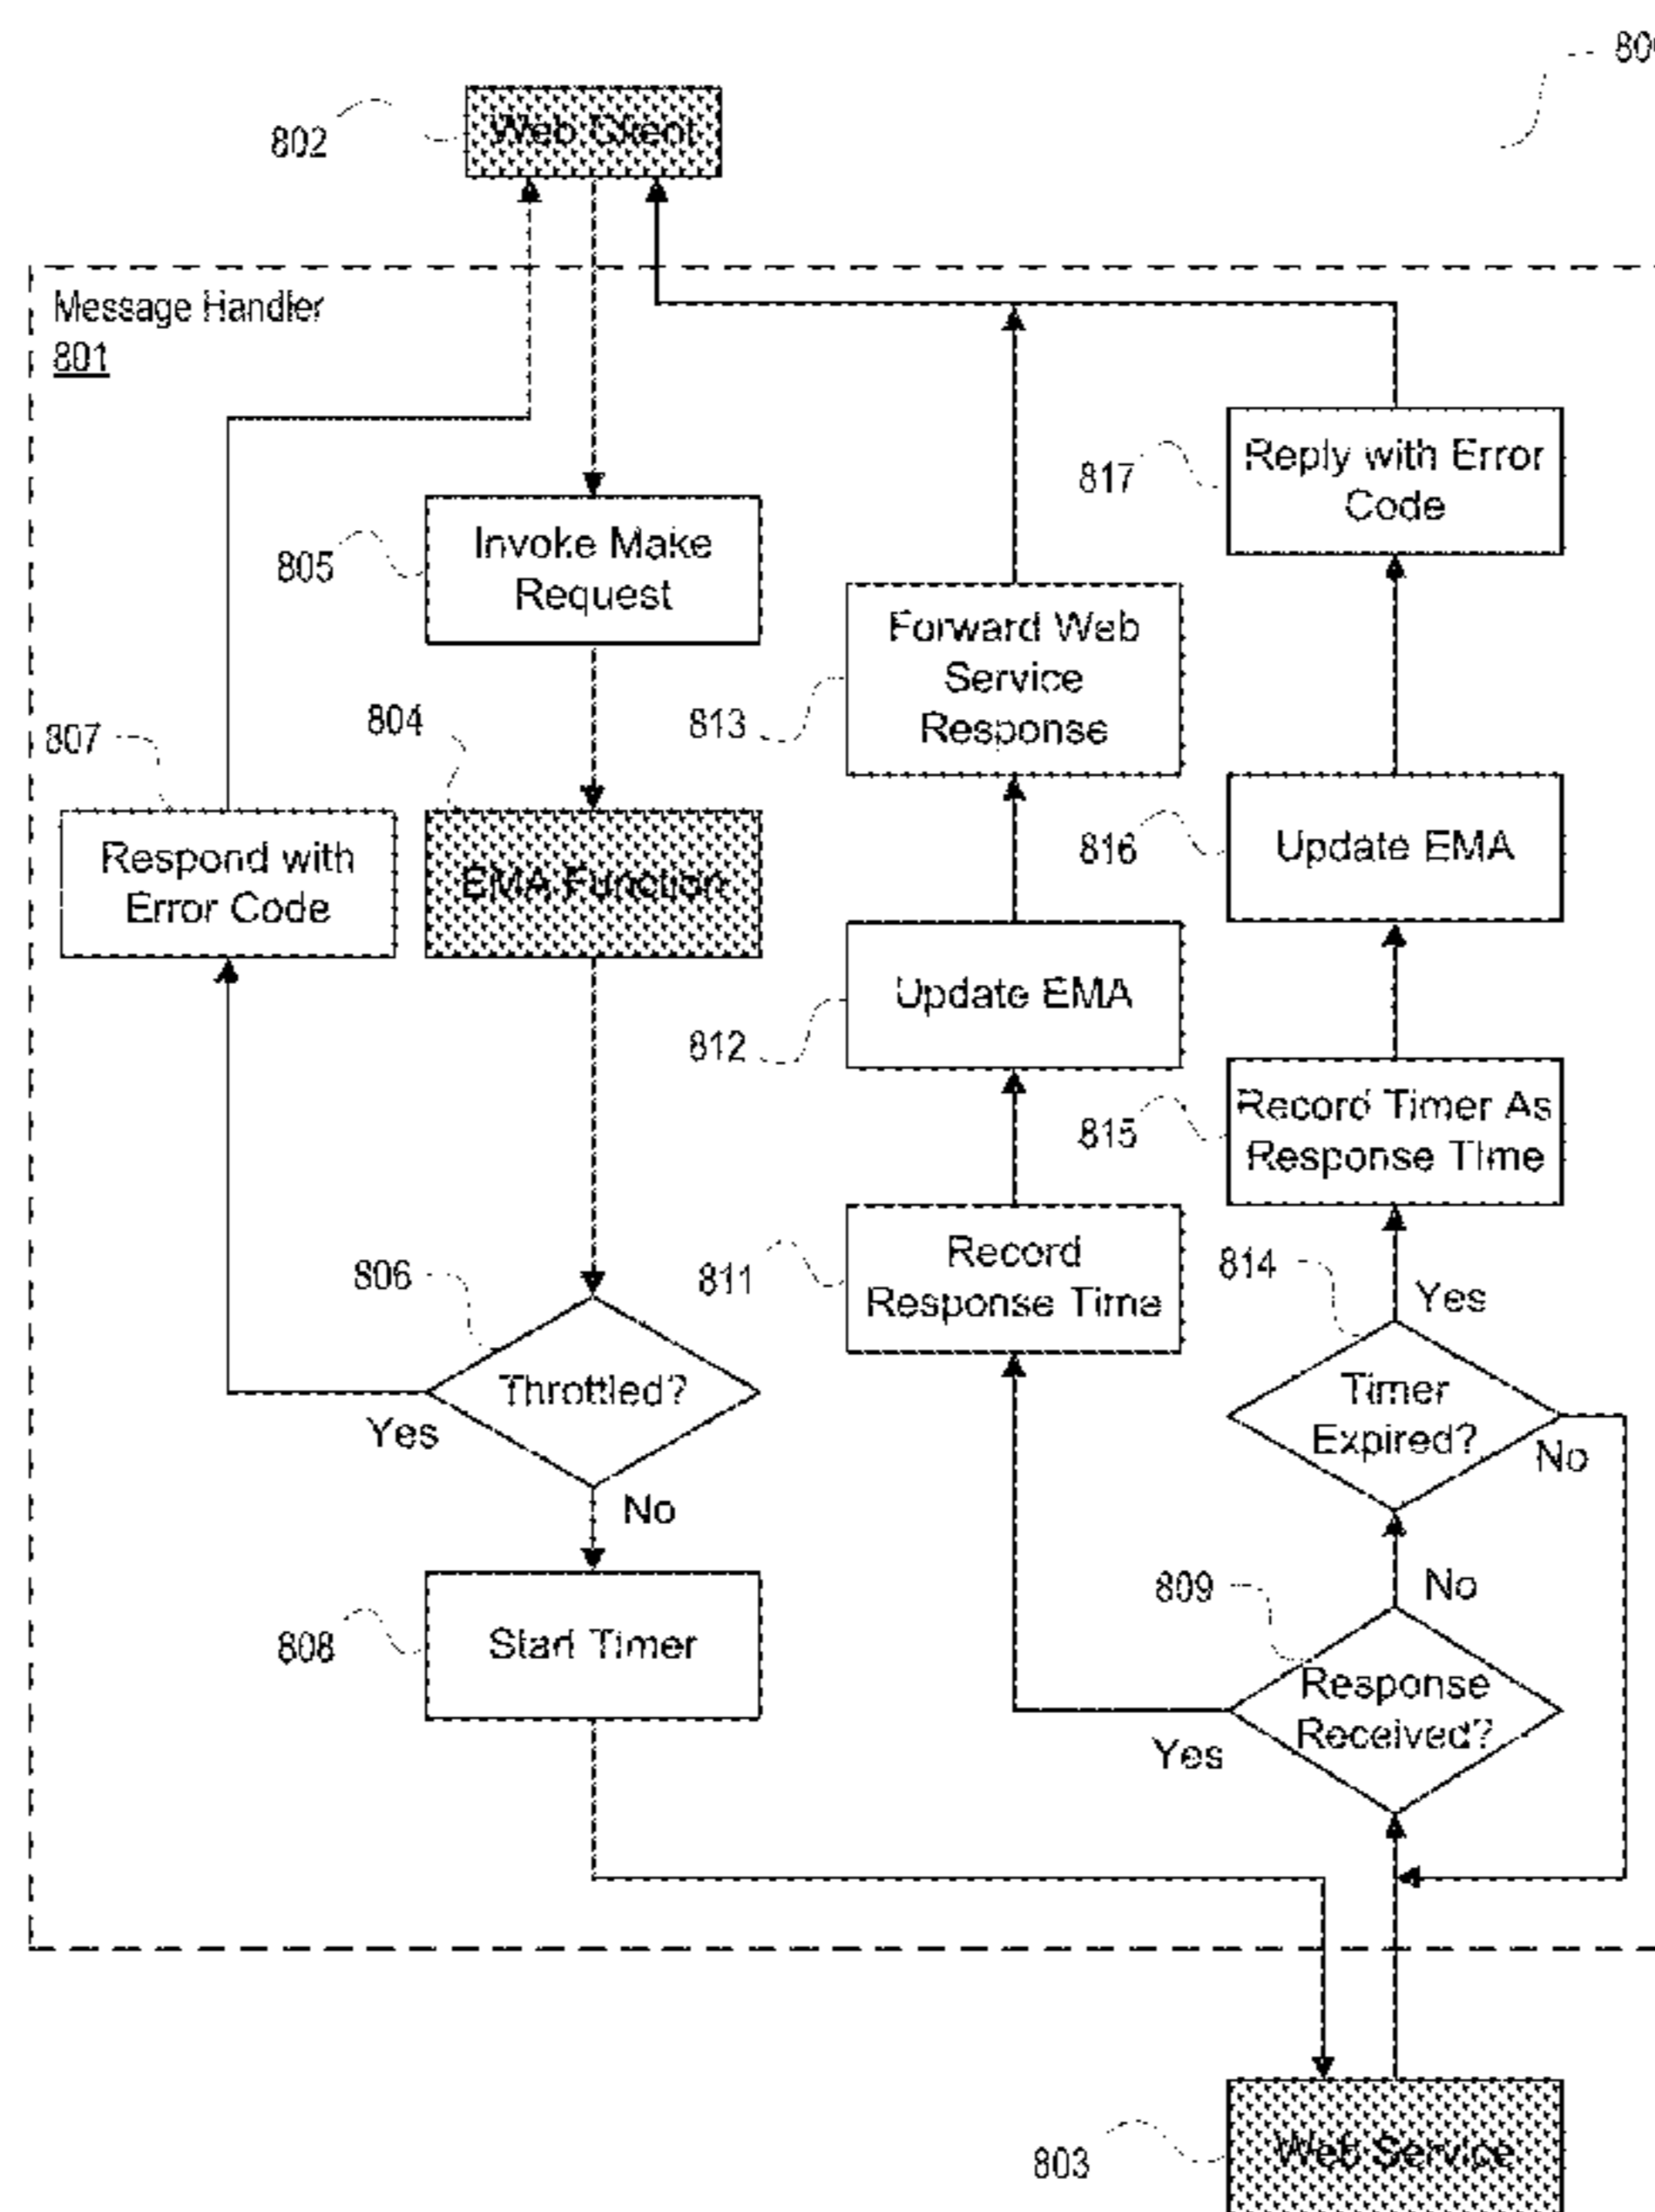 80
802
Web Client
Message Handler
801
817
Reply with Error
Code
805
Invoke Make
Request
813
Forward Web
Service
Response
807
804
816
Update EMA
Respond with
Error Code
EMA Function
812
Update EMA
815
Record Timer As
Response Time
806
811
Record
Response Time
814
Yes
Throttled?
Yes
Timer
Expired?
No
No
809
No
808
Start Timer
Response
Received?
Yes
803
Web Service